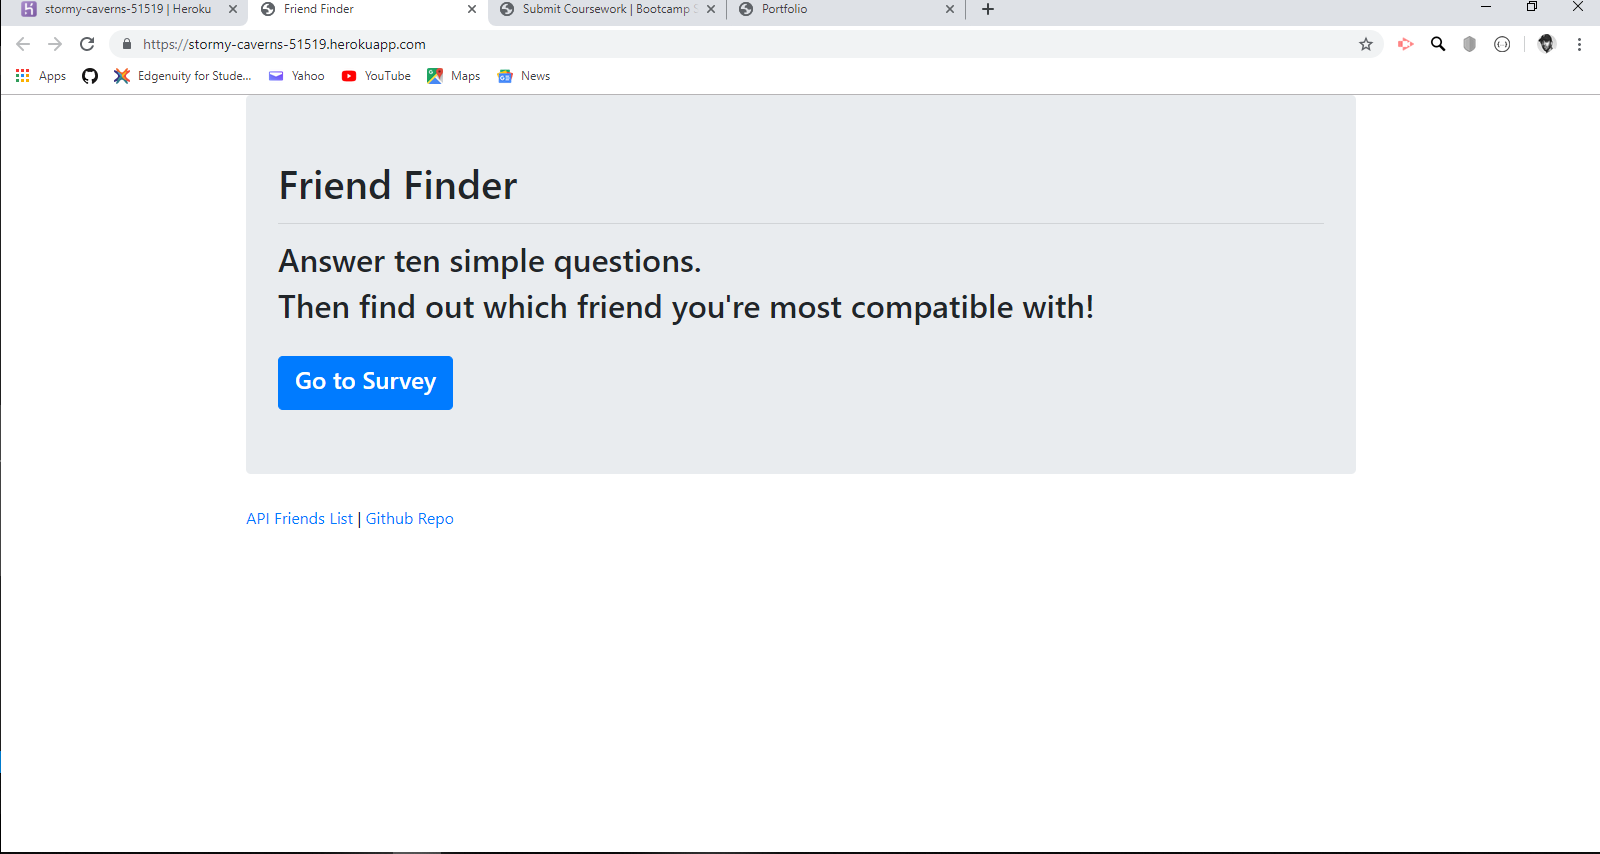 stormy-caverns-51519 | Heroku
Friend Finder
Submit Coursework | Bootcamp
Portfolio
https://stormy-caverns-51519.herokuapp.com
Apps
Edgenuity for Stude...
Yahoo
YouTube
Maps
News
Friend Finder
Answer ten simple questions.
Then find out which friend you're most compatible with!
Go to Survey
API Friends List | Github Repo